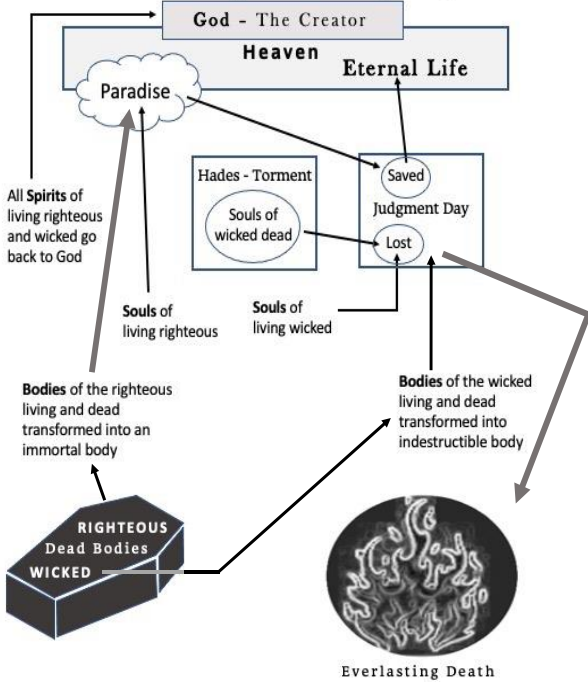 God - The Creator
Heaven
Eternal Life
Paradise
Hades - Torment
Souls of
wicked dead
Saved
Judgment Day
Lost
All Spirits of
living righteous
and wicked go
back to God
Souls of
living righteous
Souls of
living wicked
Bodies of the righteous
living and dead
transformed into an
immortal body
Bodies of the wicked
living and dead
transformed into
indestructible body
RIGHTEOUS
Dead Bodies
WICKED
Everlasting Death